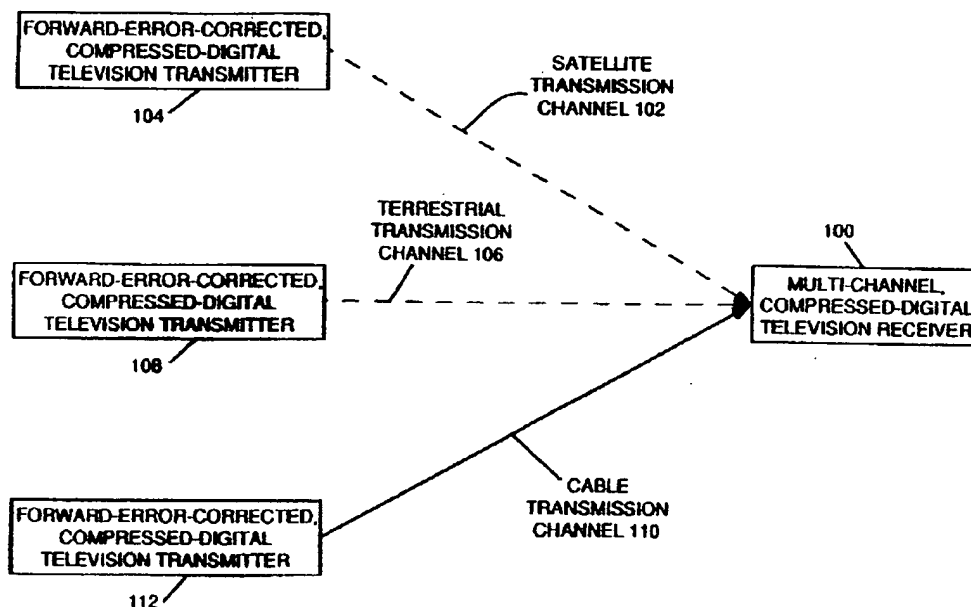 FORWARD-ERROR-CORRECTED,
COMPRESSED-DIGITAL
TELEVISION TRANSMITTER
104
SATELLITE
TRANSMISSION
CHANNEL 102
TERRESTRIAL
TRANSMISSION
CHANNEL 106
FORWARD-ERROR-CORRECTED,
COMPRESSED-DIGITAL
TELEVISION TRANSMITTER
108
100
MULTI-CHANNEL,
COMPRESSED-DIGITAL
TELEVISION RECEIVER
CABLE
TRANSMISSION
CHANNEL 110
FORWARD-ERROR-CORRECTED,
COMPRESSED-DIGITAL
TELEVISION TRANSMITTER
112